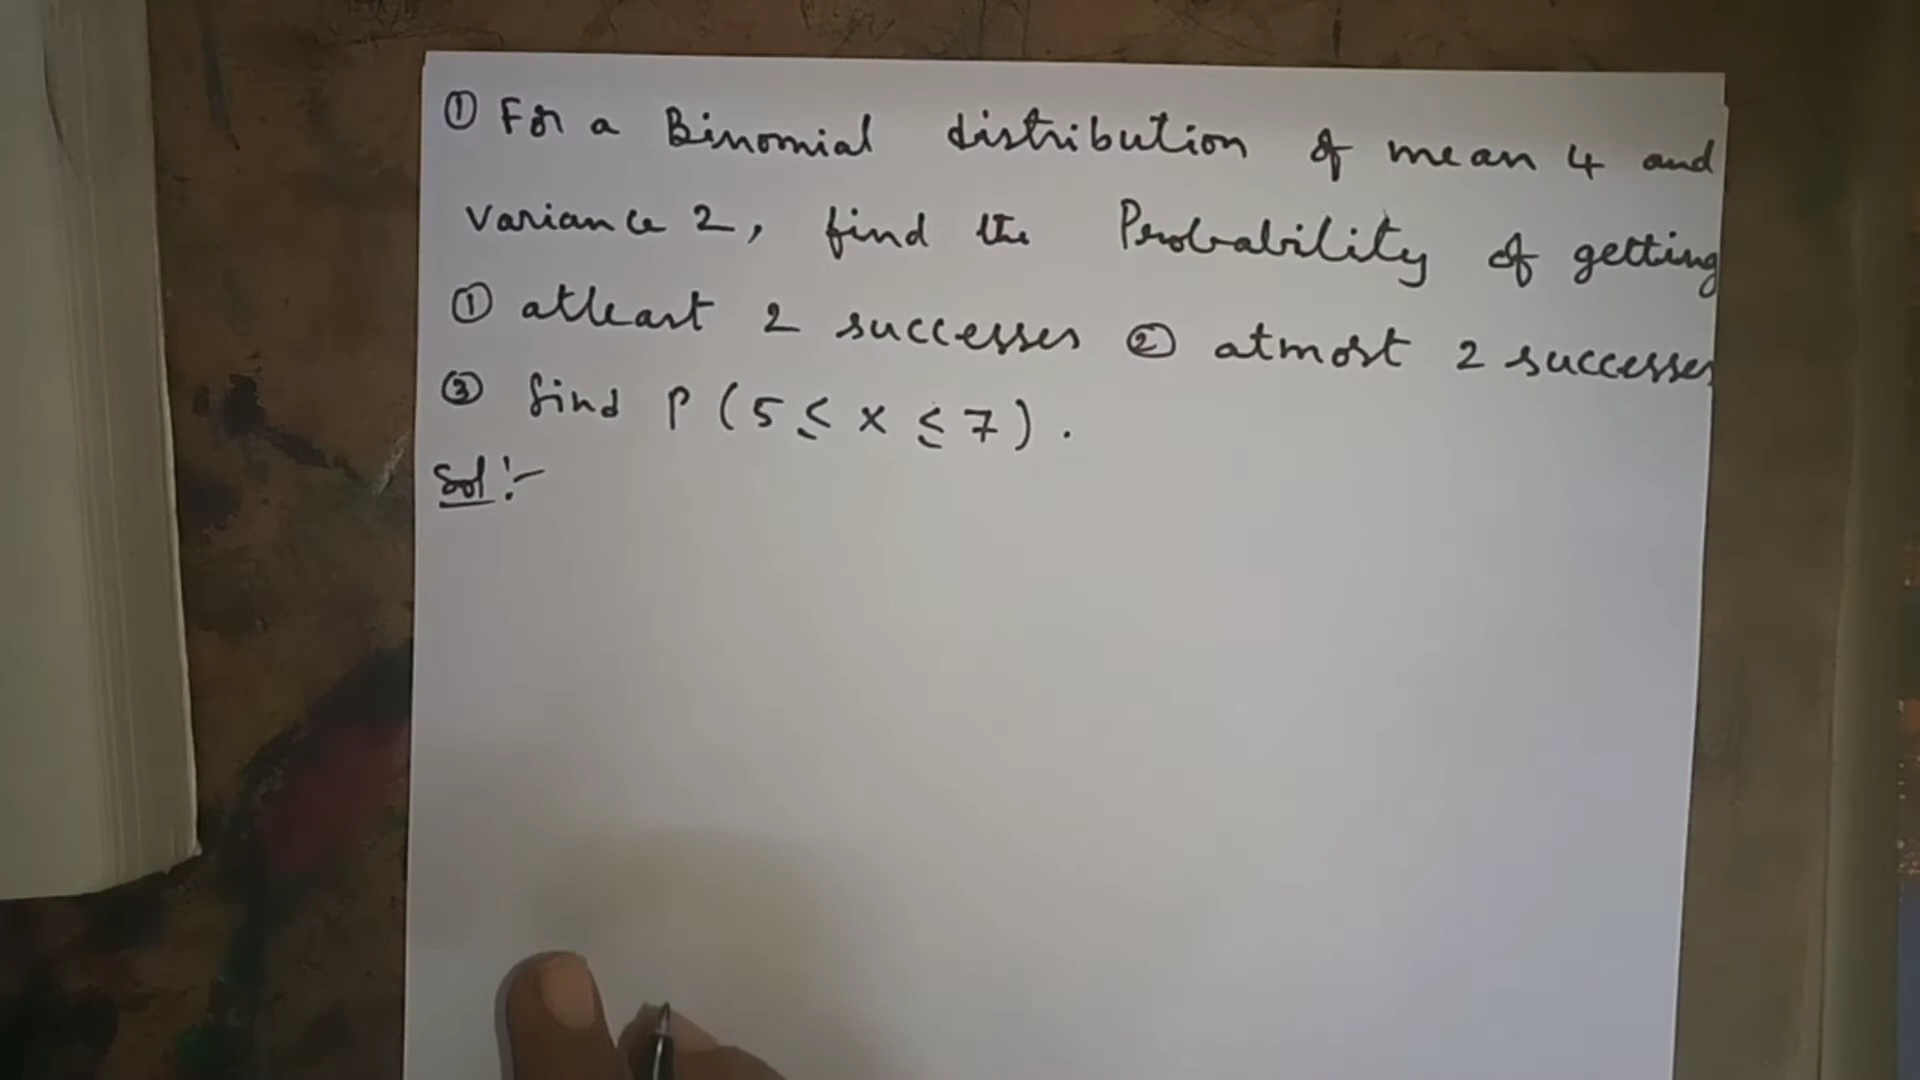 ① For a Binomial distribution of mean 4 and
variance 2, find the Probability of getting
① atleast 2 successes ② atmost 2 successes
③ find P(5 ≤ x ≤ 7).
Sol :-